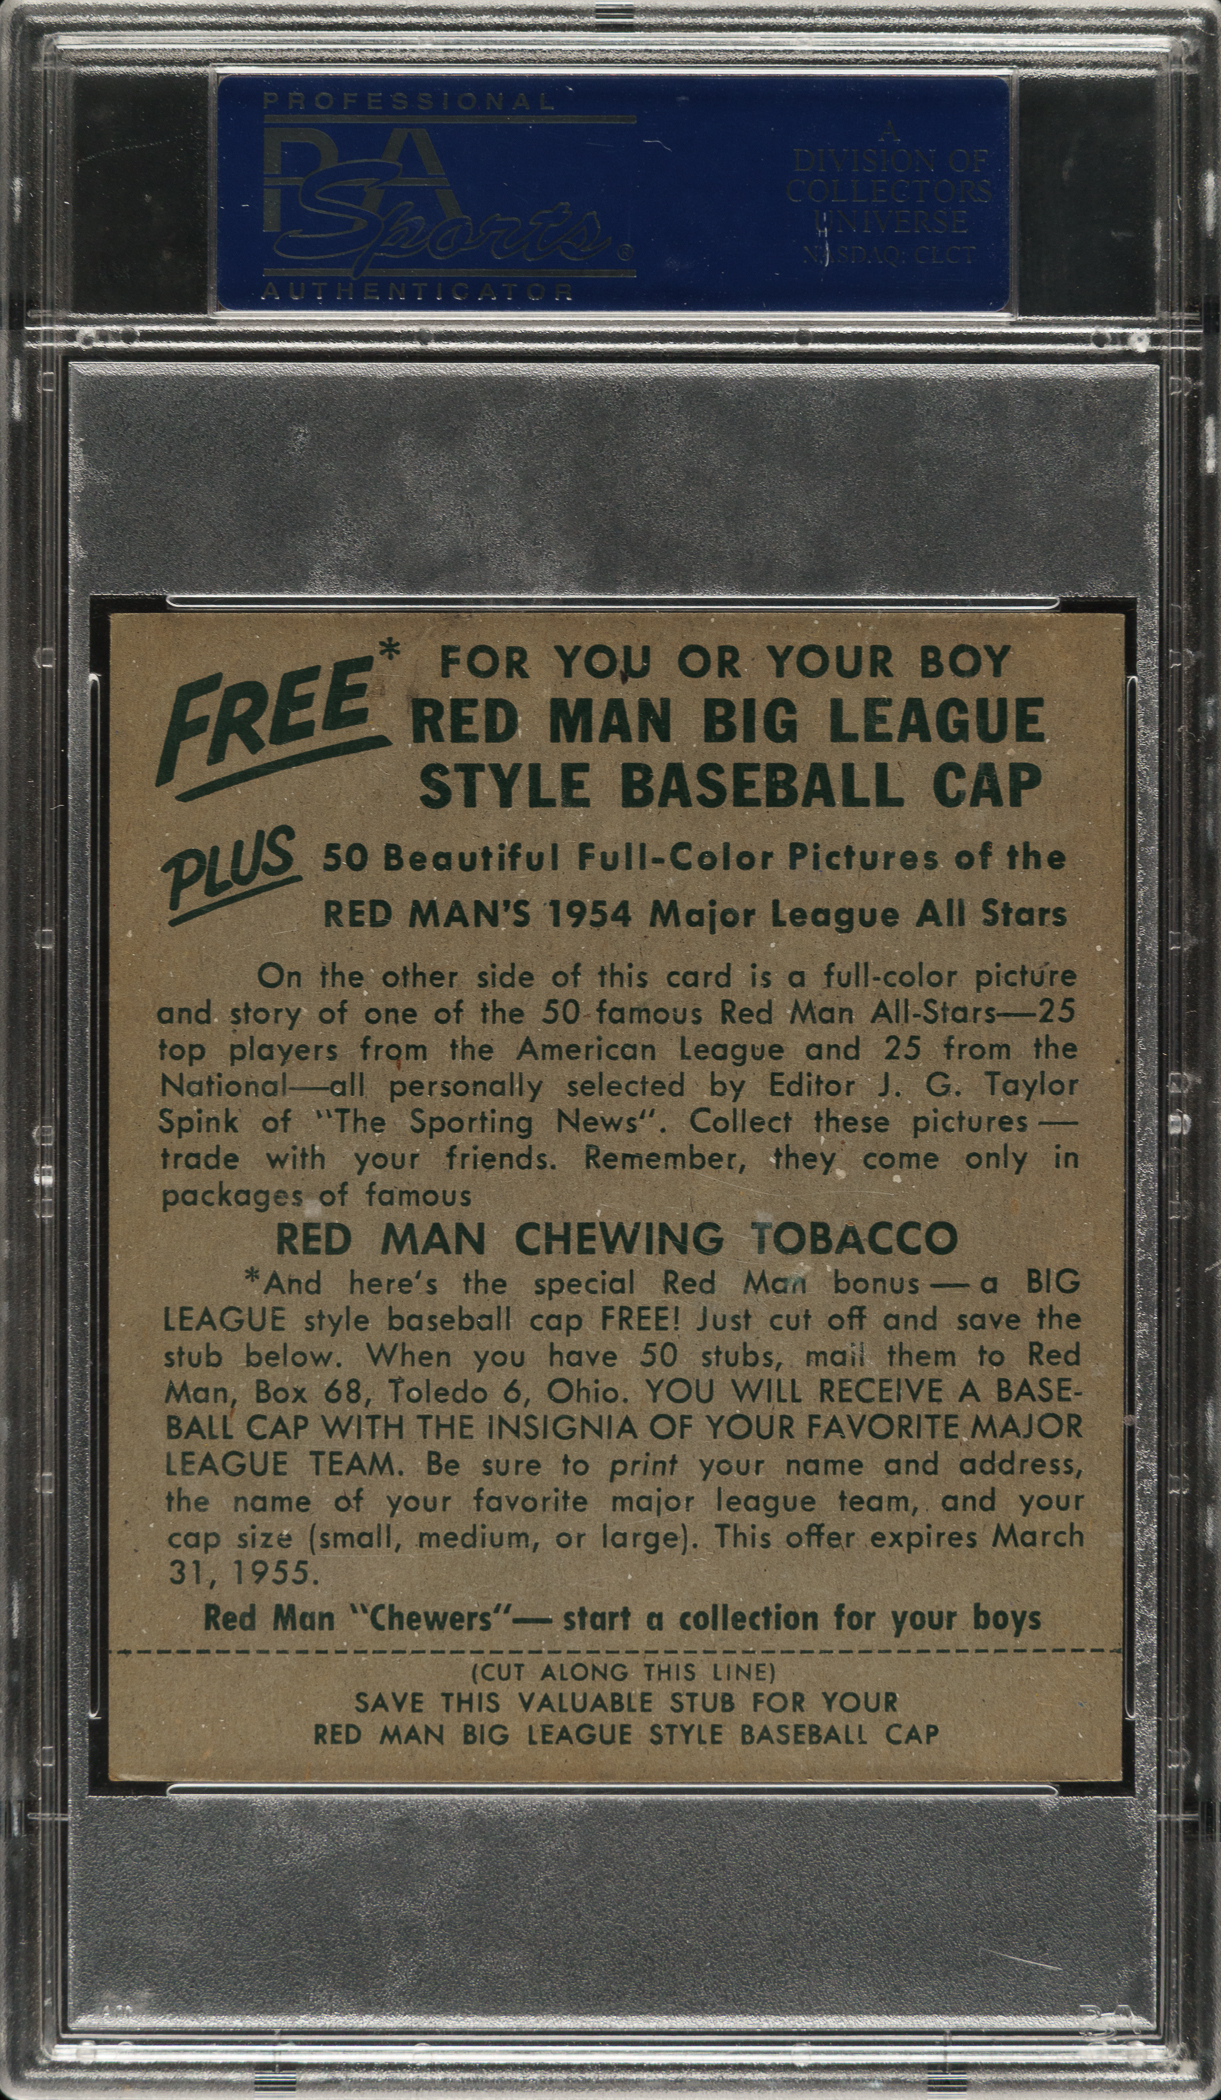 PROFESSIONAL
PSA
Sports®
AUTHENTICATOR
A
DIVISION OF
COLLECTORS
UNIVERSE
NASDAQ: CLCT
FREE* FOR YOU OR YOUR BOY
RED MAN BIG LEAGUE
STYLE BASEBALL CAP
PLUS 50 Beautiful Full-Color Pictures of the
RED MAN'S 1954 Major League All Stars
On the other side of this card is a full-color picture
and story of one of the 50 famous Red Man All-Stars—25
top players from the American League and 25 from the
National—all personally selected by Editor J. G. Taylor
Spink of "The Sporting News". Collect these pictures —
trade with your friends. Remember, they come only in
packages of famous
RED MAN CHEWING TOBACCO
*And here's the special Red Man bonus — a BIG
LEAGUE style baseball cap FREE! Just cut off and save the
stub below. When you have 50 stubs, mail them to Red
Man, Box 68, Toledo 6, Ohio. YOU WILL RECEIVE A BASE-
BALL CAP WITH THE INSIGNIA OF YOUR FAVORITE MAJOR
LEAGUE TEAM. Be sure to print your name and address,
the name of your favorite major league team, and your
cap size (small, medium, or large). This offer expires March
31, 1955.
Red Man "Chewers"— start a collection for your boys
(CUT ALONG THIS LINE)
SAVE THIS VALUABLE STUB FOR YOUR
RED MAN BIG LEAGUE STYLE BASEBALL CAP